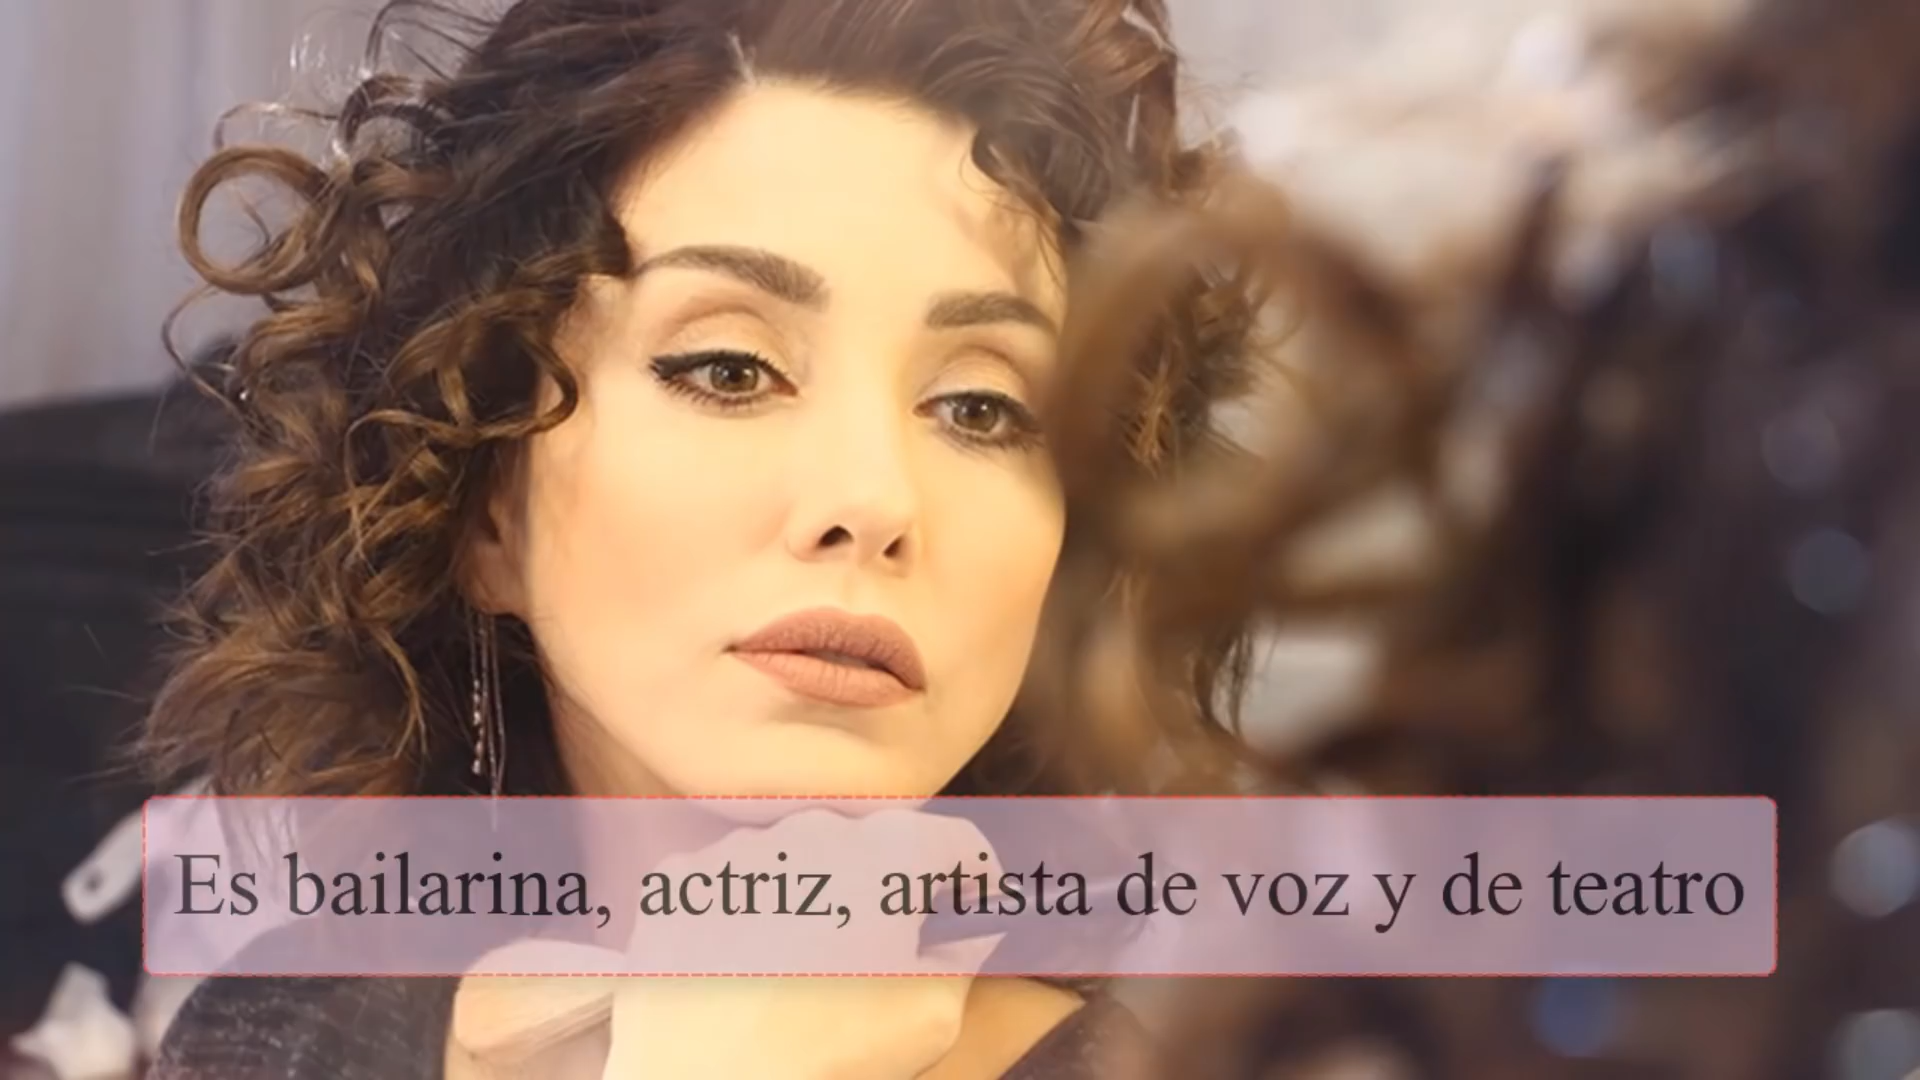 Es bailarina, actriz, artista de voz y de teatro